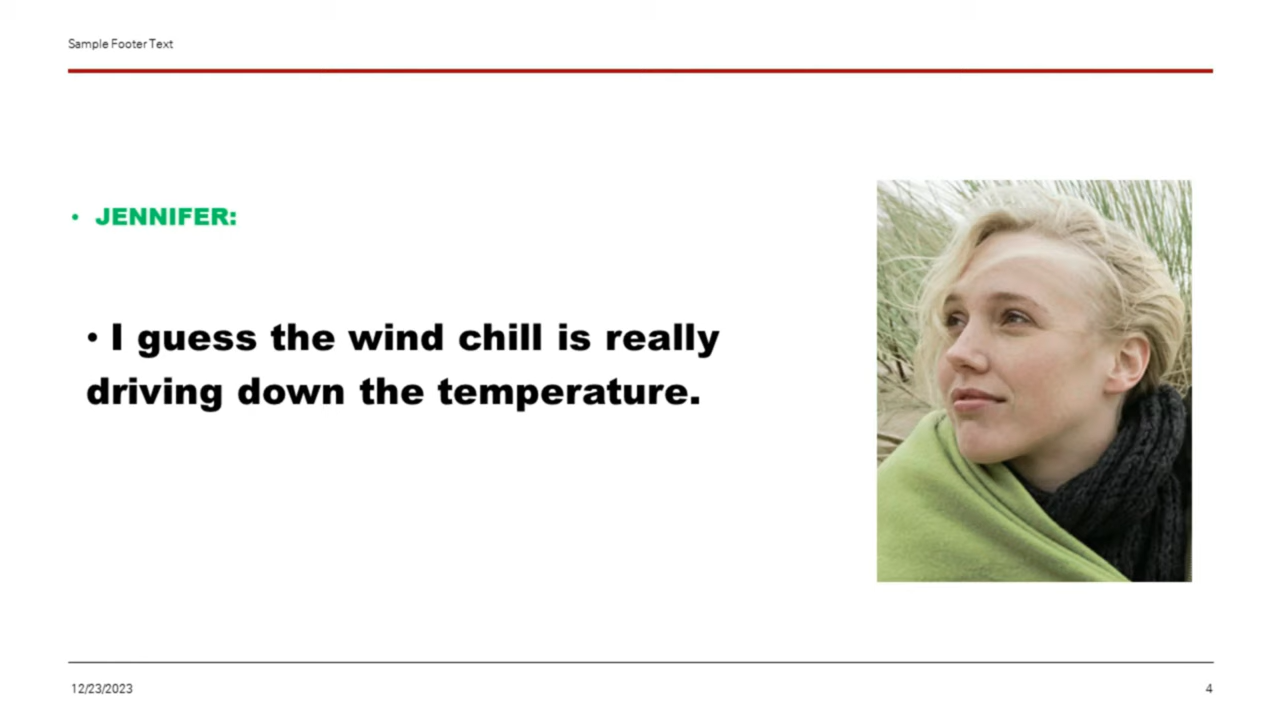 Sample Footer Text
• JENNIFER:
• I guess the wind chill is really
driving down the temperature.
12/23/2023
4